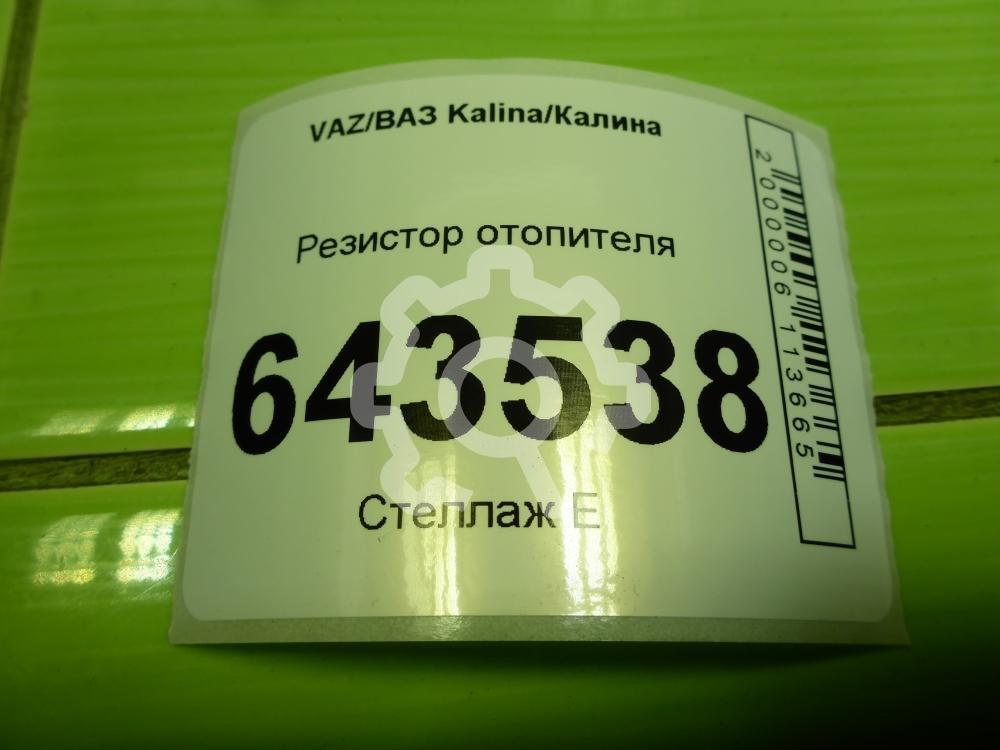 VAZ/ВАЗ Kalina/Калина
Резистор отопителя
643538
Стеллаж Е
2000006113665